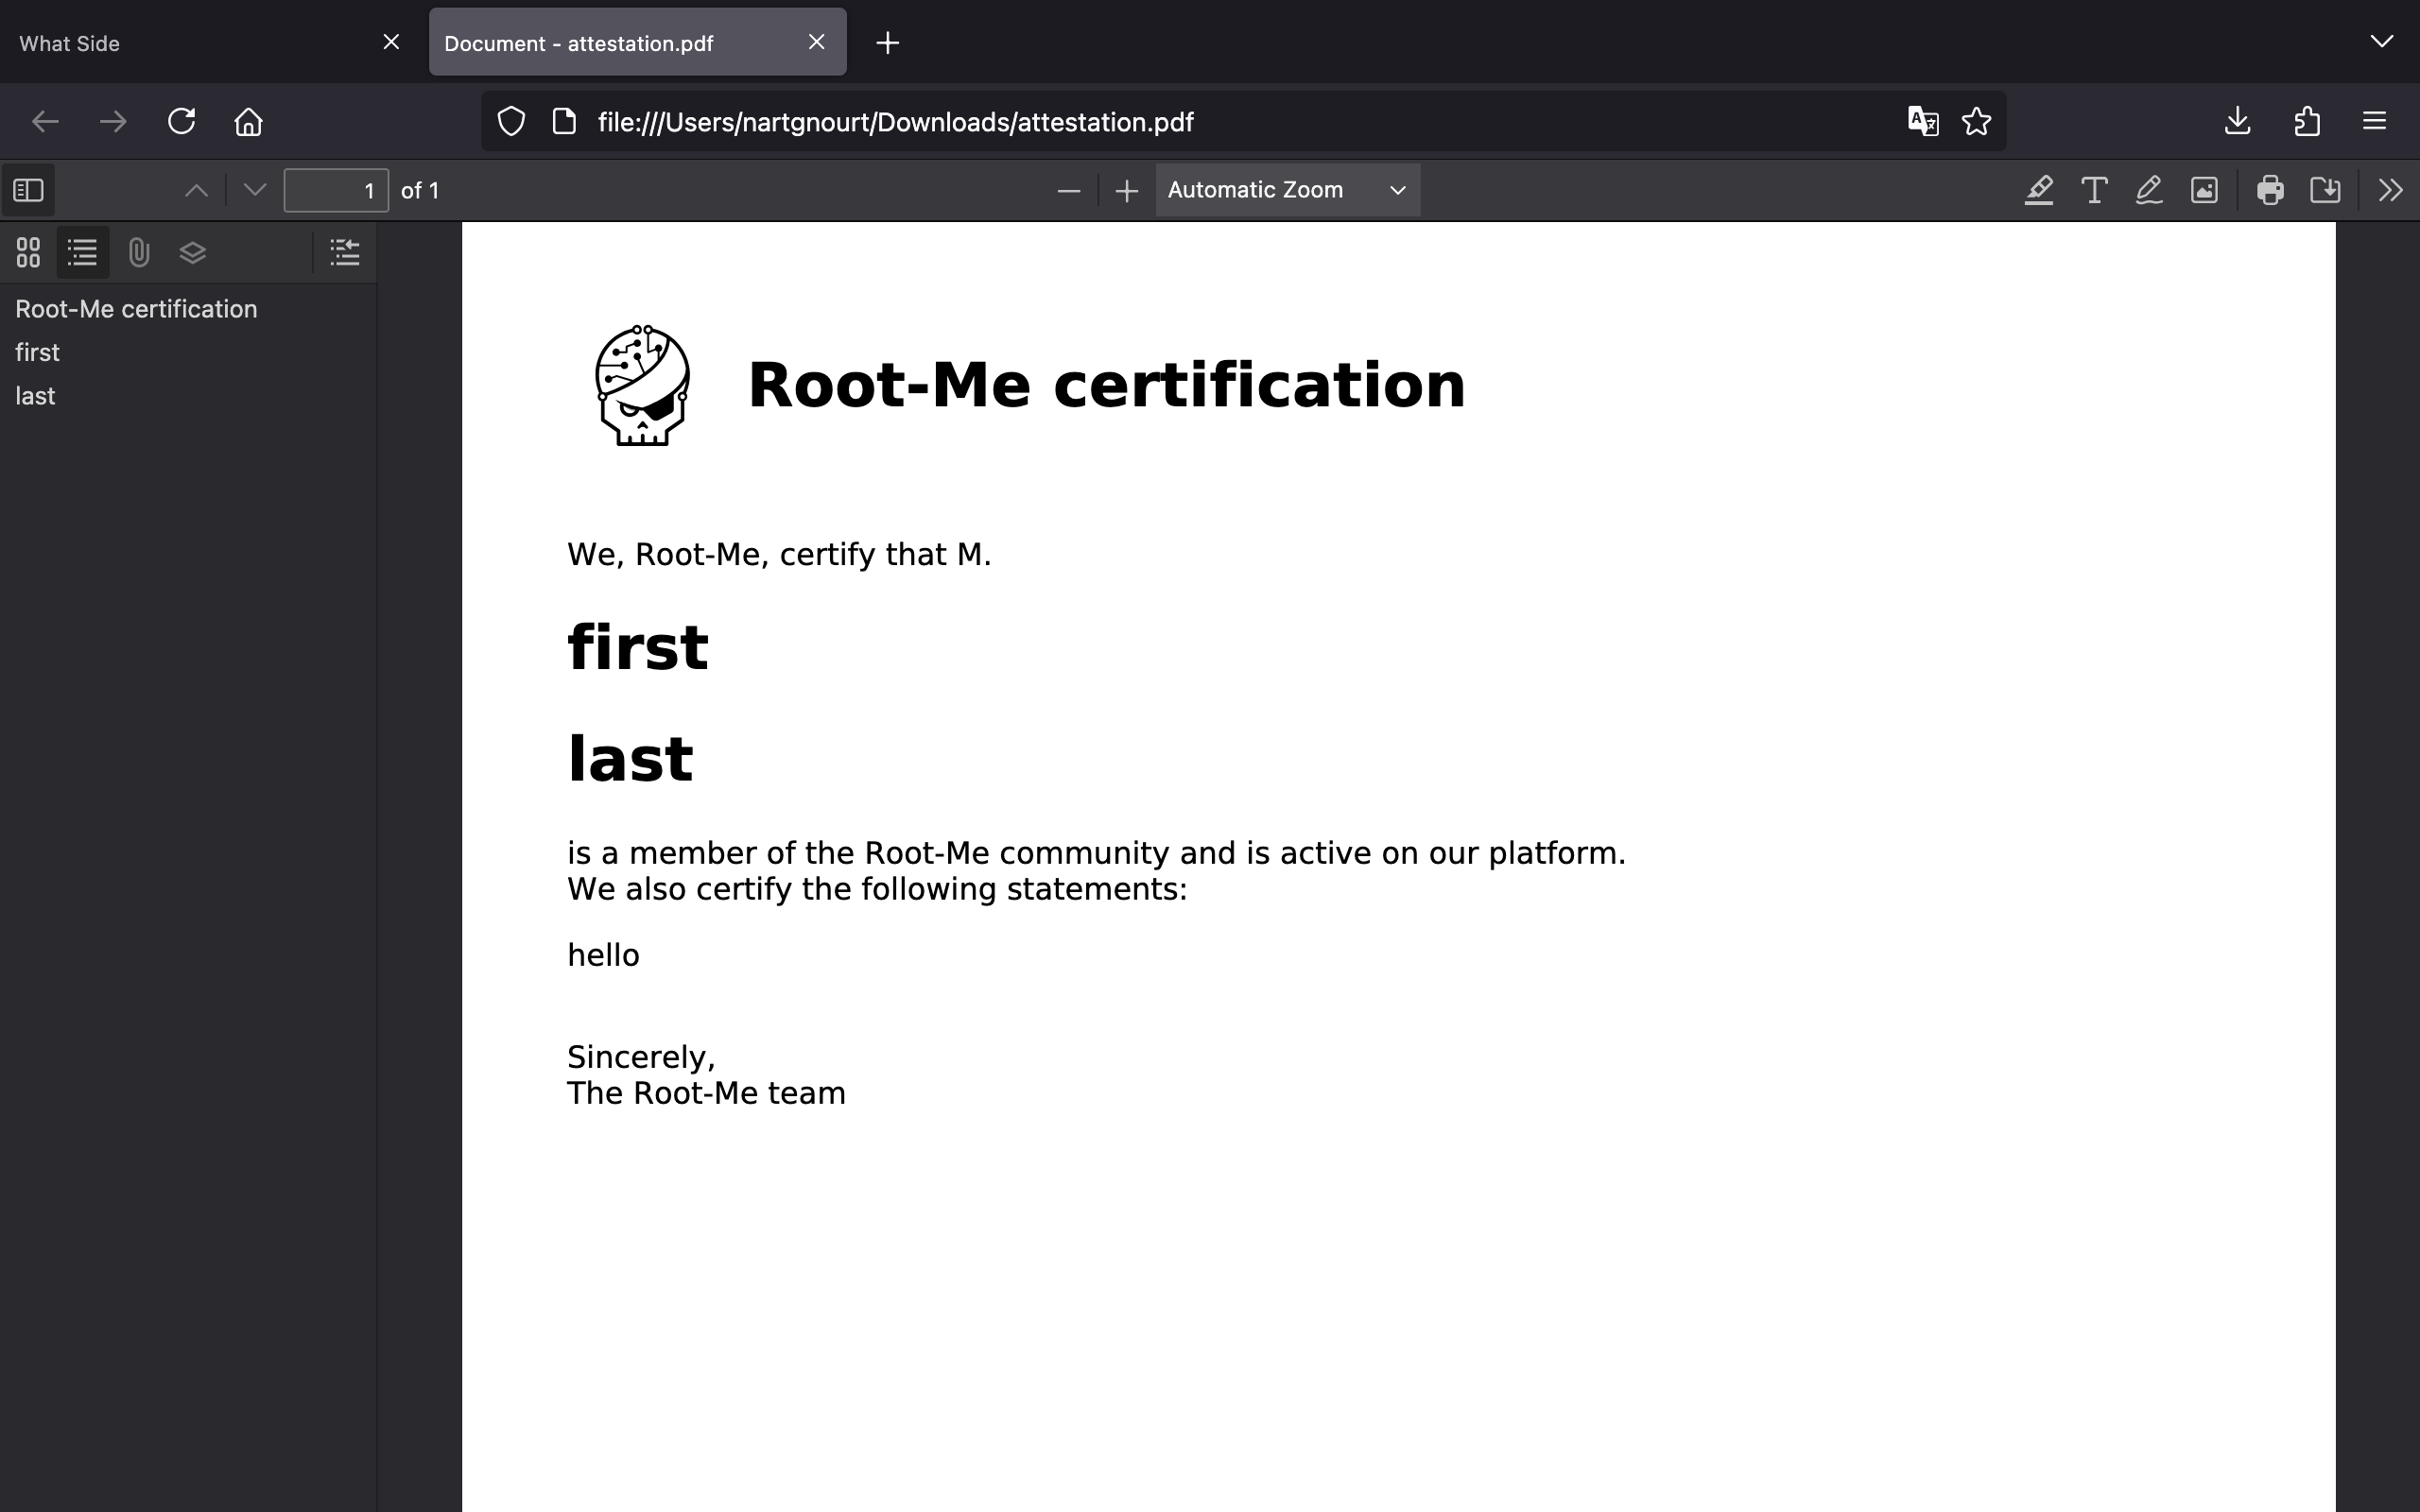 What Side
Document - attestation.pdf
file:///Users/nartgnourt/Downloads/attestation.pdf
1 of 1
Automatic Zoom
Root-Me certification
first
last
Root-Me certification
We, Root-Me, certify that M.
first
last
is a member of the Root-Me community and is active on our platform.
We also certify the following statements:
hello
Sincerely,
The Root-Me team